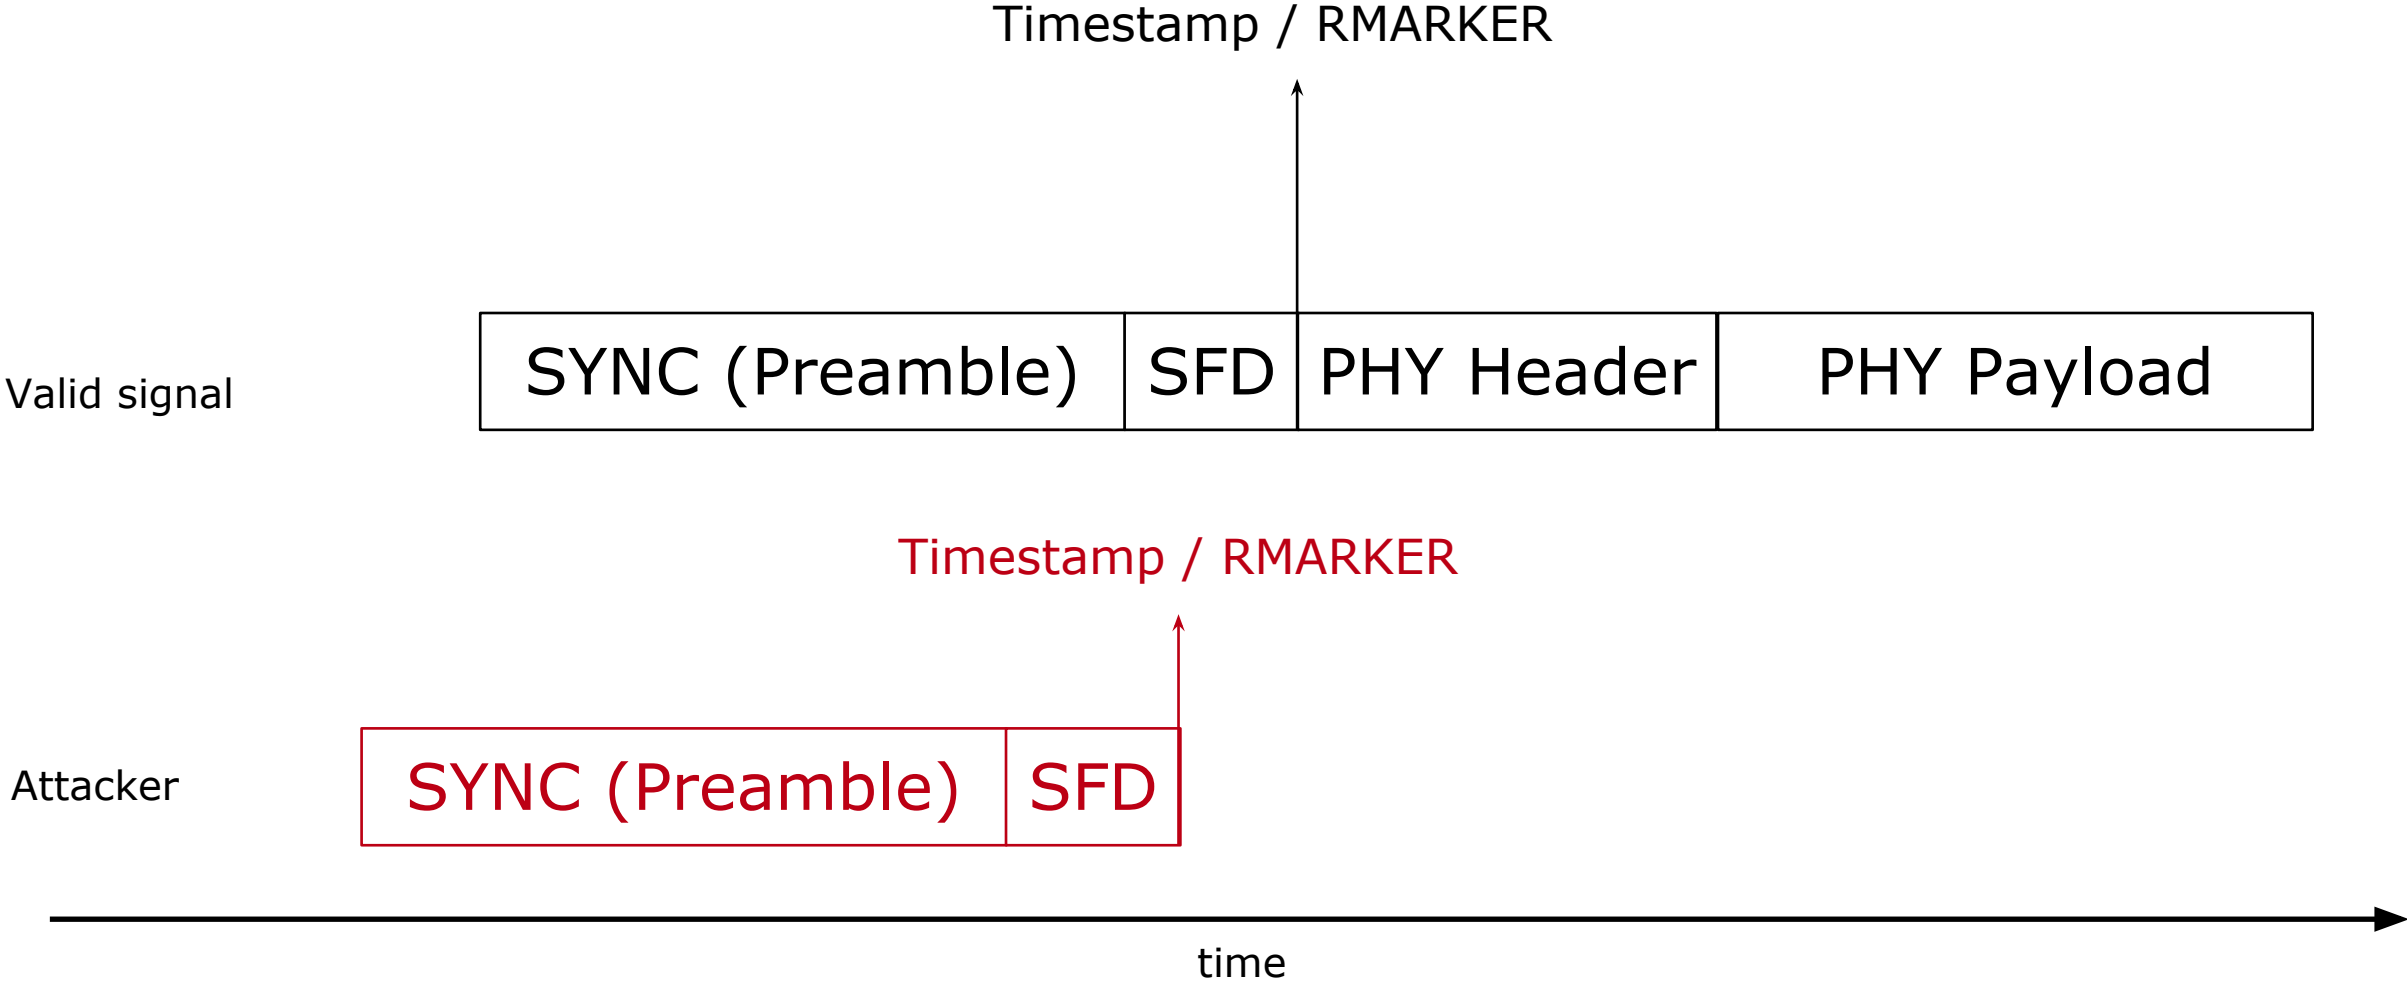 Timestamp / RMARKER
Valid signal
SYNC (Preamble) SFD PHY Header PHY Payload
Timestamp / RMARKER
Attacker
SYNC (Preamble) SFD
time